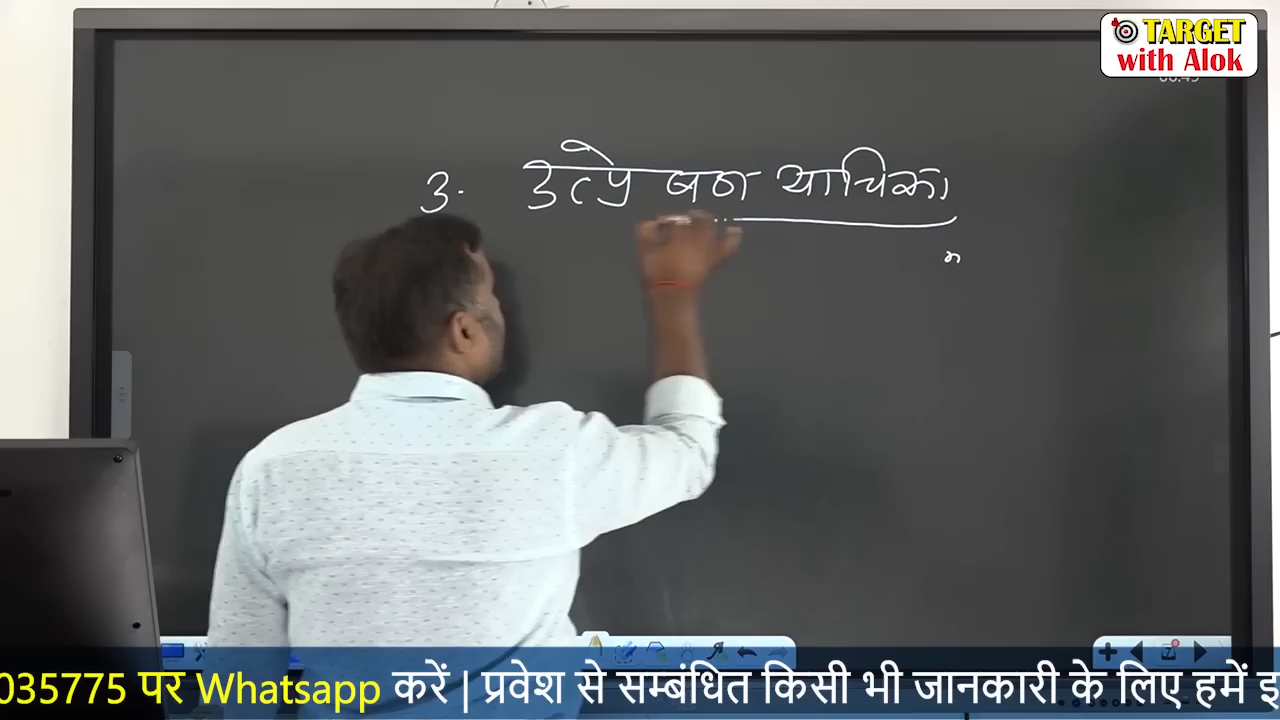 TARGET
with Alok
3. उत्प्रेषण याचिका
035775 पर Whatsapp करें | प्रवेश से सम्बंधित किसी भी जानकारी के लिए हमें इ